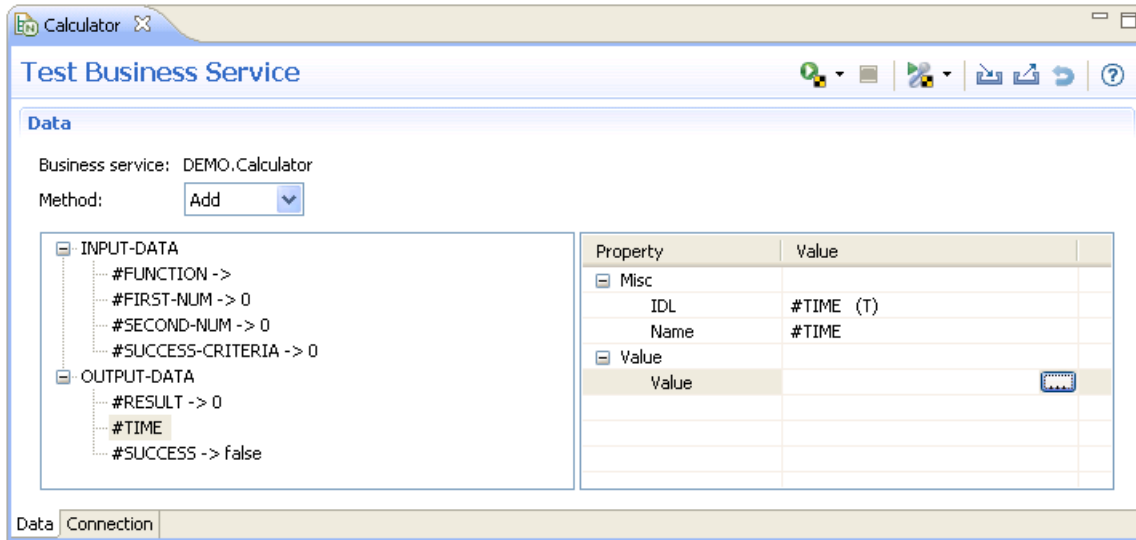 Calculator
Test Business Service
Data
Business service: DEMO.Calculator
Method: Add
INPUT-DATA
#FUNCTION ->
#FIRST-NUM -> 0
#SECOND-NUM -> 0
#SUCCESS-CRITERIA -> 0
OUTPUT-DATA
#RESULT -> 0
#TIME
#SUCCESS -> false
Property Value
Misc
IDL #TIME (T)
Name #TIME
Value
Value ...
Data Connection